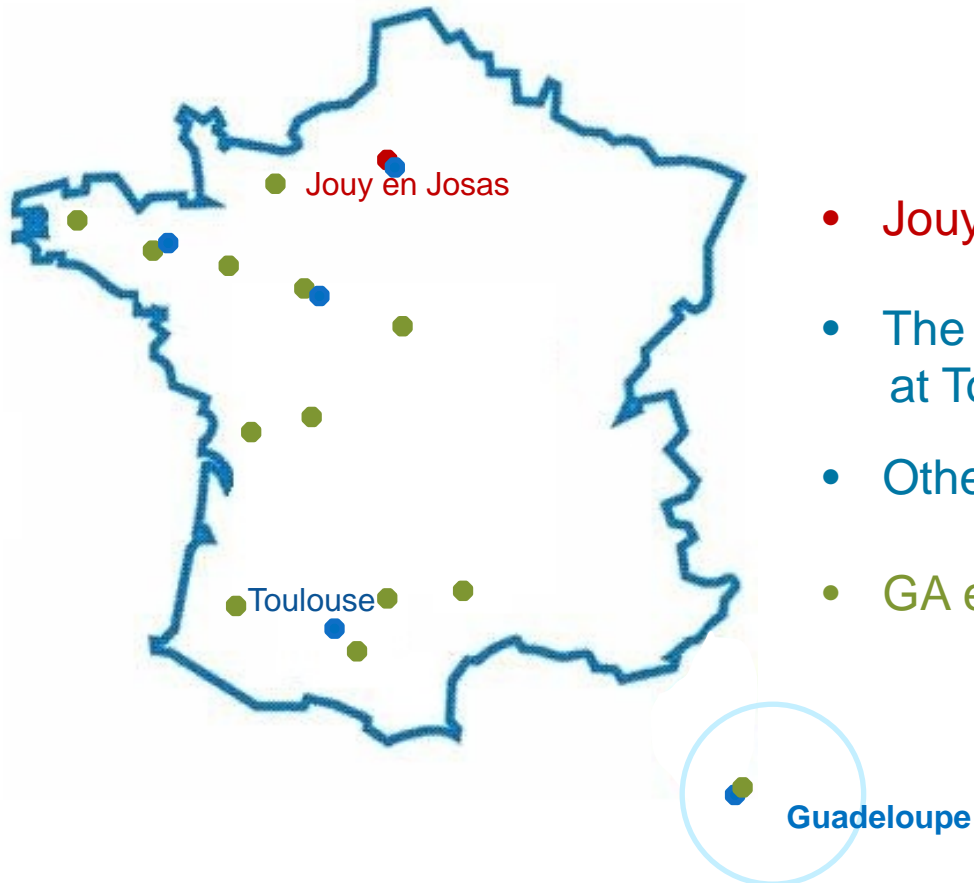 Jouy en Josas
• Jouy
• The
at To
• Othe
• GA e
Toulouse
Guadeloupe